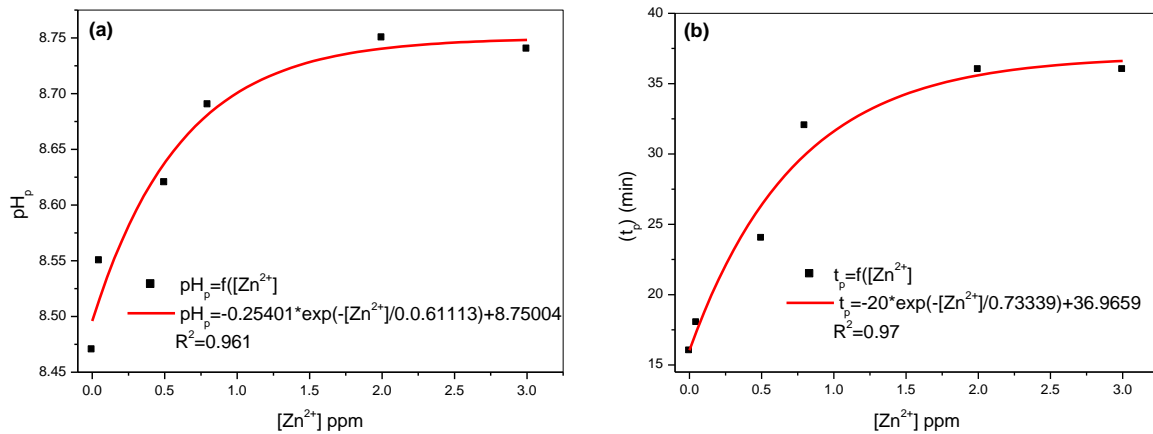 (a)
8.75
8.70
8.65
8.60
8.55
8.50
8.45
pHp
pHp=f([Zn²⁺]
pHp=-0.25401*exp(-[Zn²⁺]/0.0.61113)+8.75004
R²=0.961
0.0 0.5 1.0 1.5 2.0 2.5 3.0
[Zn²⁺] ppm
(b)
40
35
30
25
20
15
(tp) (min)
tp=f([Zn²⁺]
tp=-20*exp(-[Zn²⁺]/0.73339)+36.9659
R²=0.97
0.0 0.5 1.0 1.5 2.0 2.5 3.0
[Zn²⁺] ppm